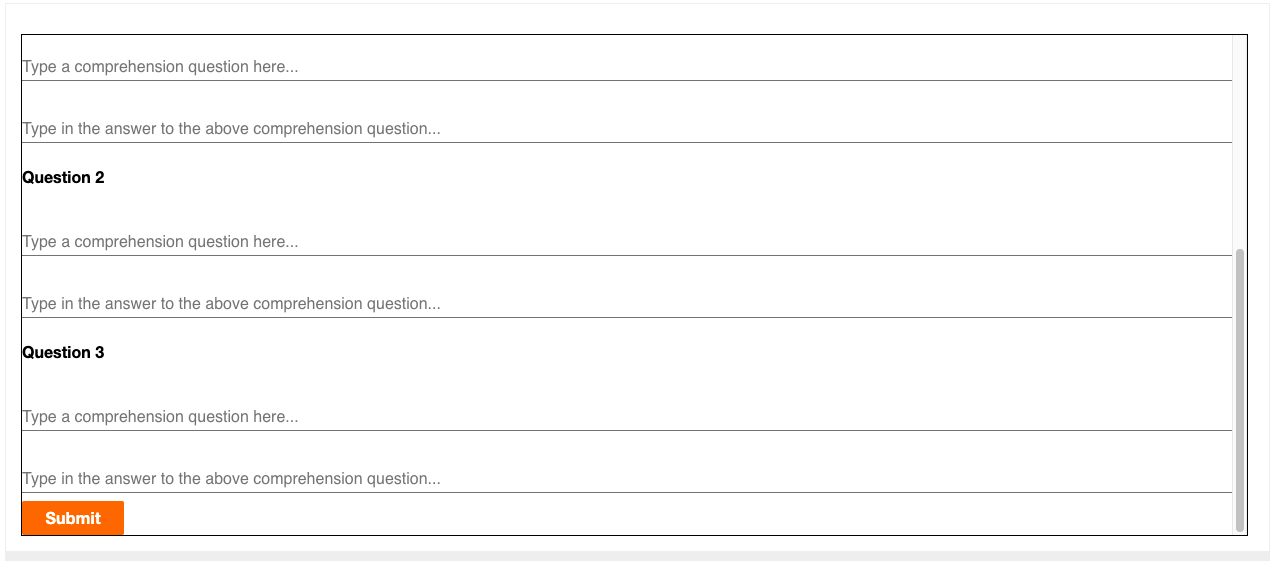 Type a comprehension question here...
Type in the answer to the above comprehension question...
Question 2
Type a comprehension question here...
Type in the answer to the above comprehension question...
Question 3
Type a comprehension question here...
Type in the answer to the above comprehension question...
Submit